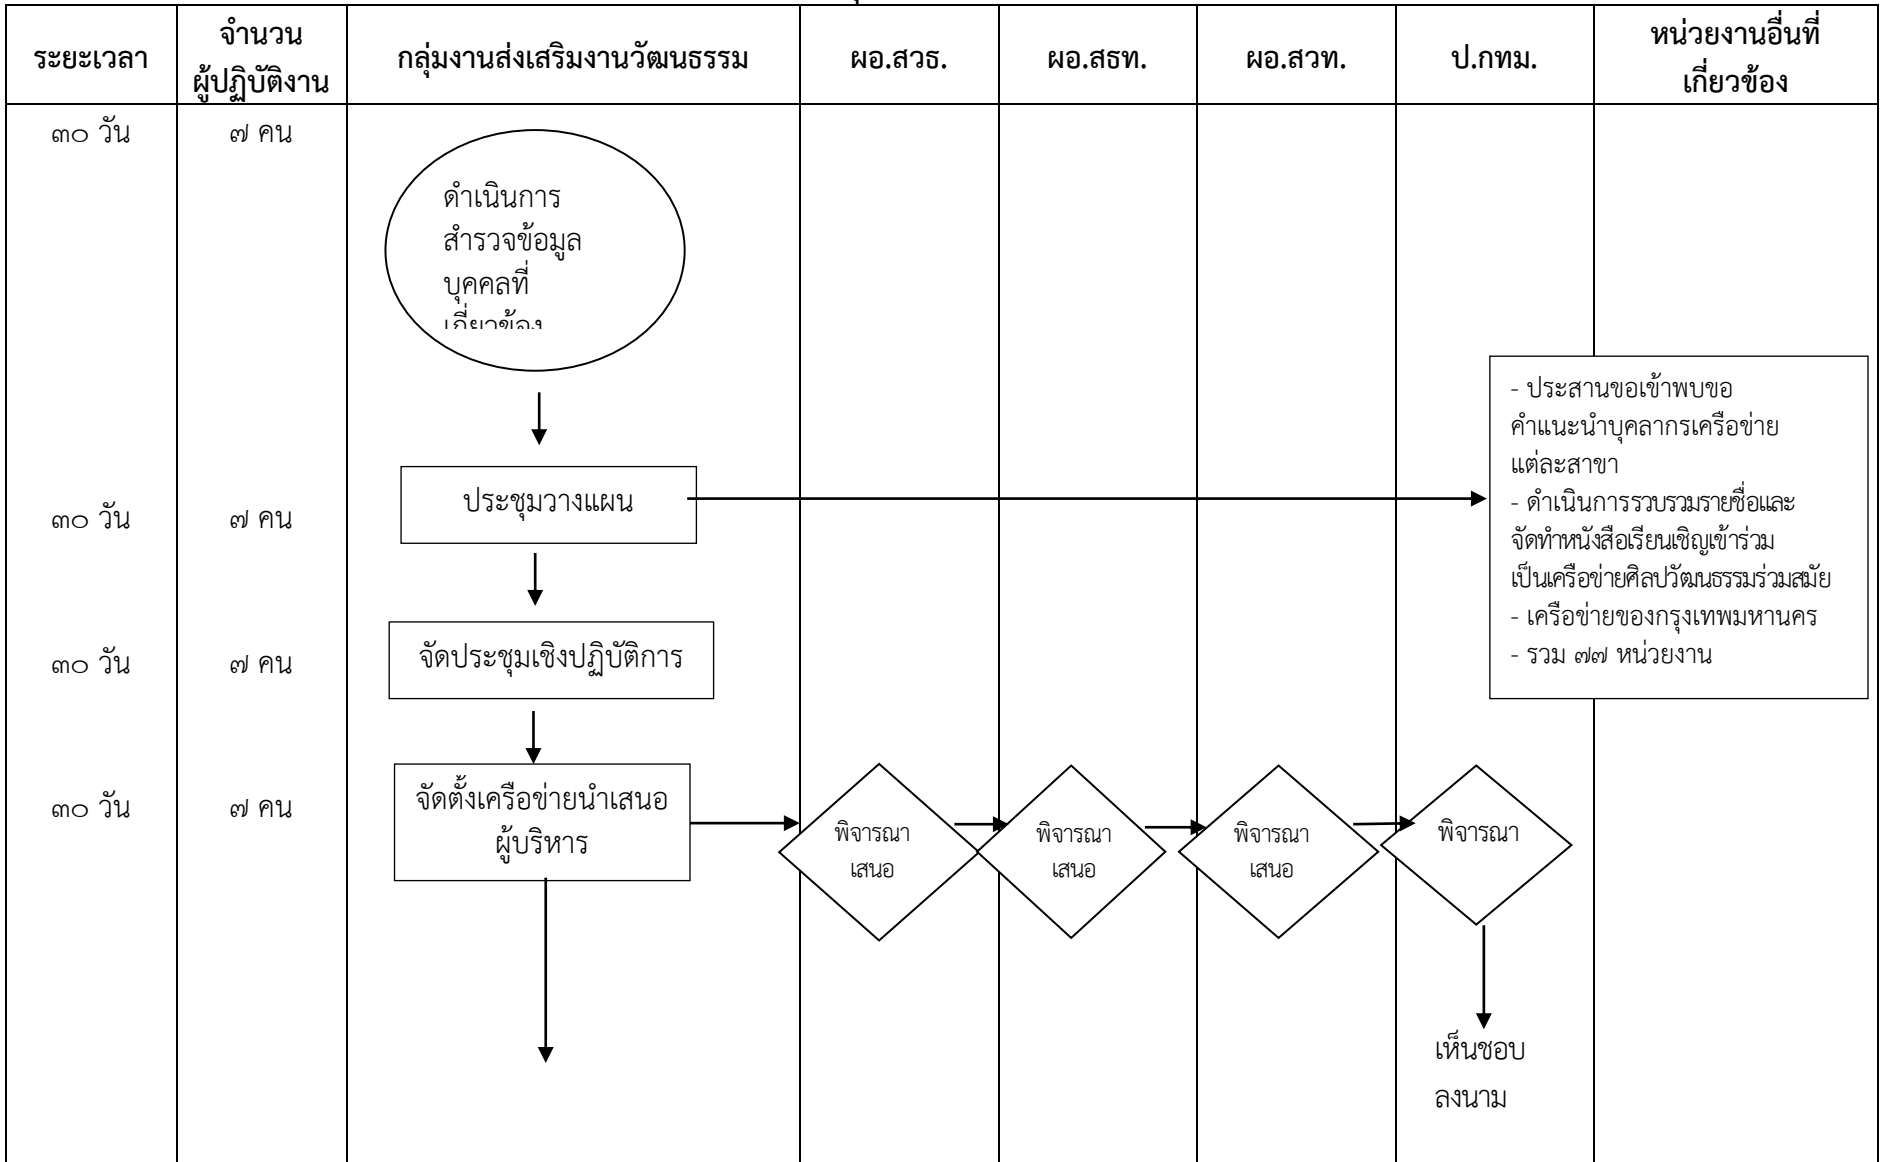 ระยะเวลา
จำนวน
ผู้ปฏิบัติงาน
กลุ่มงานส่งเสริมงานวัฒนธรรม
ผอ.สวธ.
ผอ.สธท.
ผอ.สวท.
ป.กทม.
หน่วยงานอื่นที่
เกี่ยวข้อง
๓๐ วัน
๗ คน
ดำเนินการ
สำรวจข้อมูล
บุคคลที่
เกี่ยวข้อง
- ประสานขอเข้าพบขอ
คำแนะนำบุคลากรเครือข่าย
แต่ละสาขา
- ดำเนินการรวบรวมรายชื่อและ
จัดทำหนังสือเรียนเชิญเข้าร่วม
เป็นเครือข่ายศิลปวัฒนธรรมร่วมสมัย
- เครือข่ายของกรุงเทพมหานคร
- รวม ๗๗ หน่วยงาน
๓๐ วัน
๗ คน
ประชุมวางแผน
๓๐ วัน
๗ คน
จัดประชุมเชิงปฏิบัติการ
๓๐ วัน
๗ คน
จัดตั้งเครือข่ายนำเสนอ
ผู้บริหาร
พิจารณา
เสนอ
พิจารณา
เสนอ
พิจารณา
เสนอ
พิจารณา
เห็นชอบ
ลงนาม